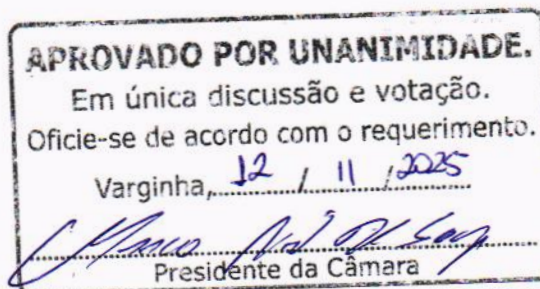 APROVADO POR UNANIMIDADE.
Em única discussão e votação.
Oficie-se de acordo com o requerimento.
Varginha, 12 / 11 / 2025
Presidente da Câmara